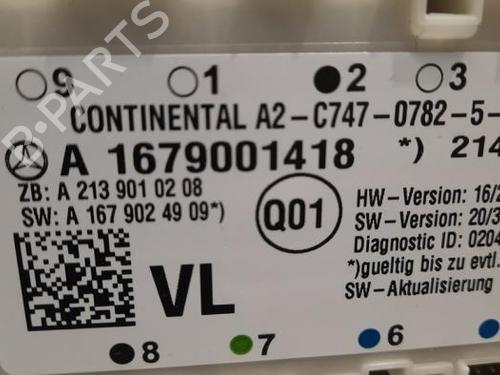 9 1 2 3
CONTINENTAL A2-C747-0782-5-
A 1679001418 *) 214
ZB: A 213 901 02 08
SW: A 167 902 49 09*)
Q01
HW-Version: 16/2
SW-Version: 20/3
Diagnostic ID: 0204
*)gueltig bis zu evtl.
SW-Aktualisierung
VL
8 7 6
B-PARTS